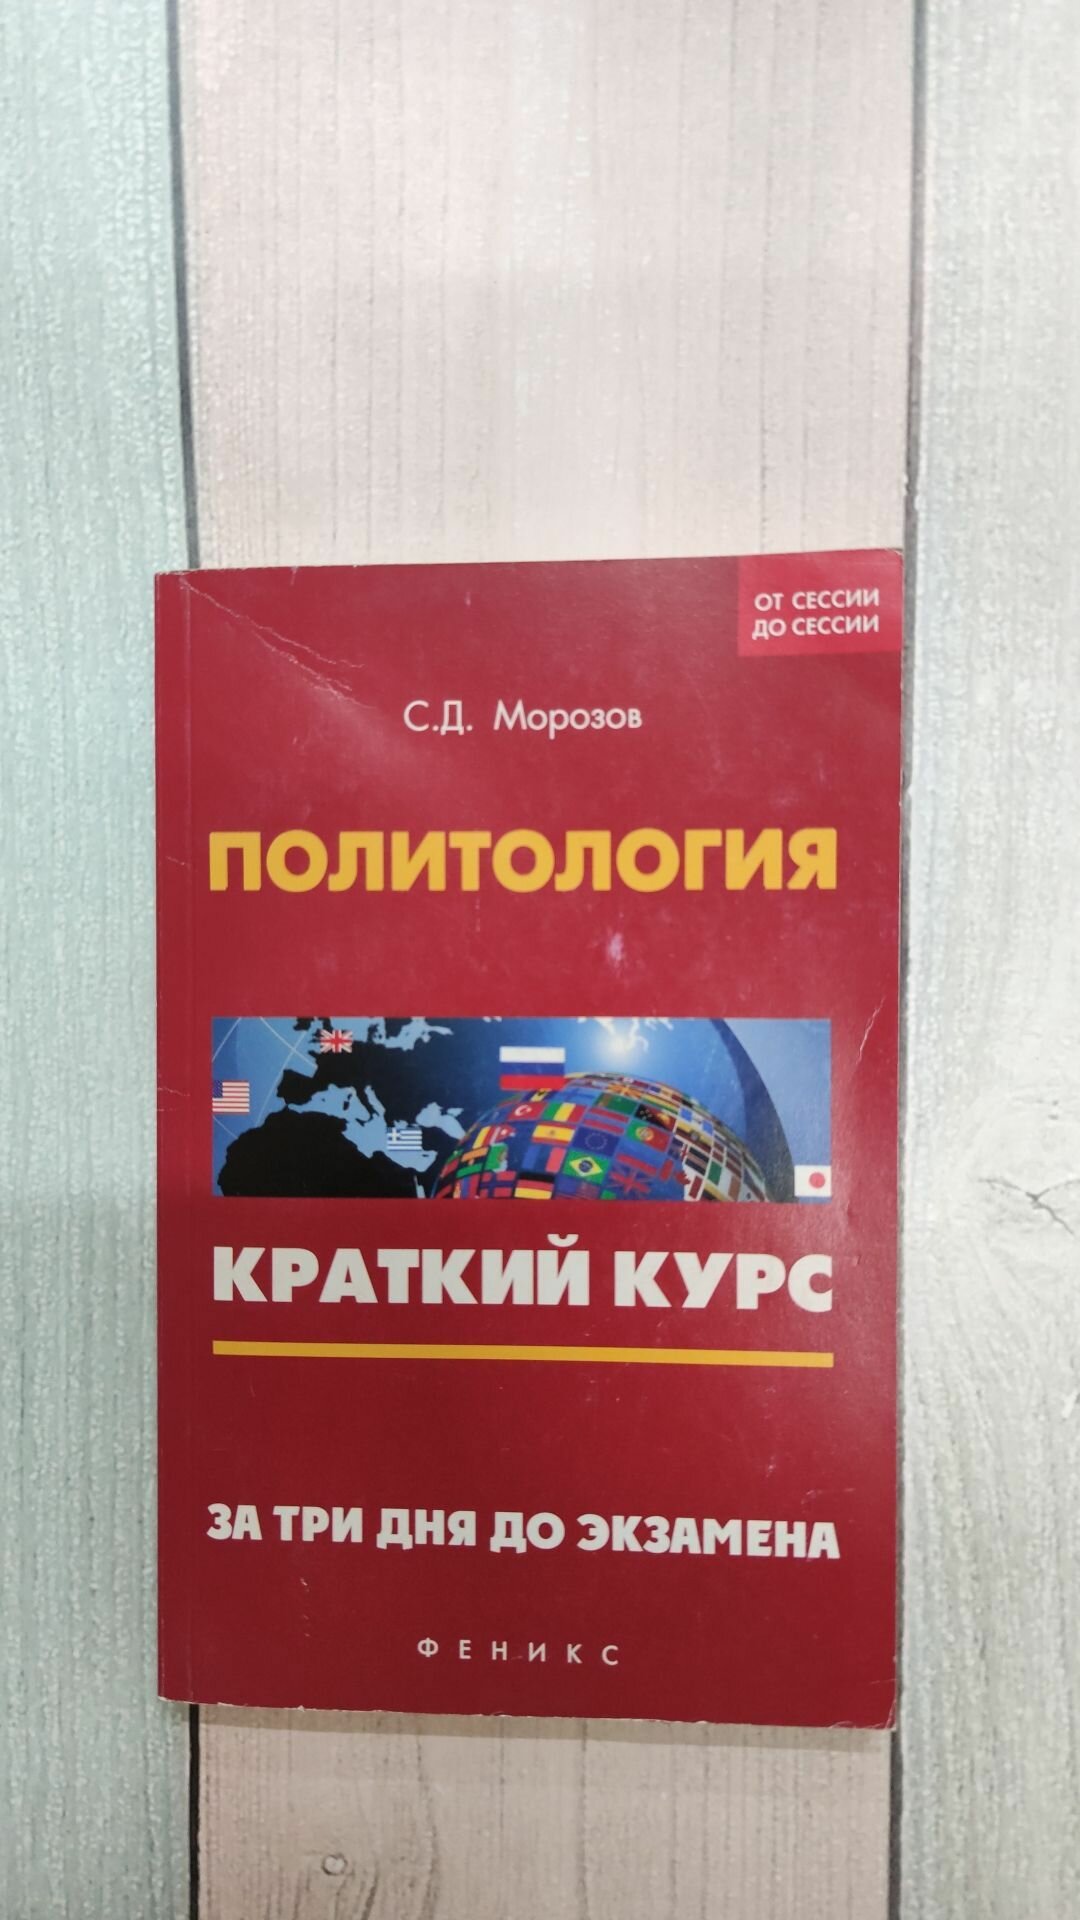 ОТ СЕССИИ
ДО СЕССИИ
С.Д. Морозов
ПОЛИТОЛОГИЯ
КРАТКИЙ КУРС
ЗА ТРИ ДНЯ ДО ЭКЗАМЕНА
ФЕНИКС